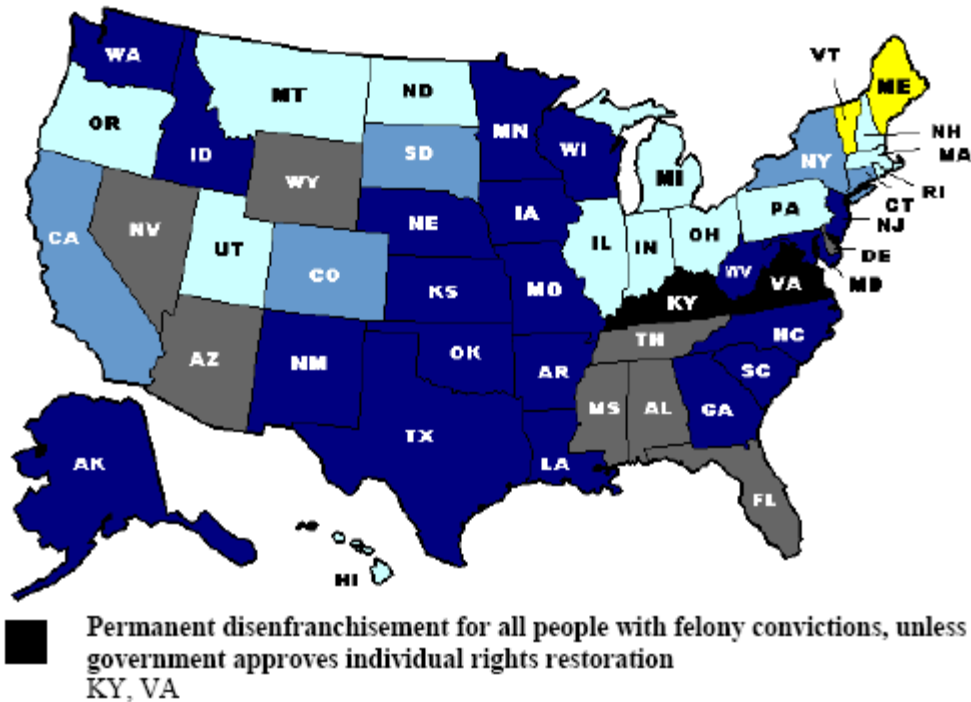 WA
VT
ME
MT
ND
OR
MN
NH
ID
SD
WI
NY
MA
WY
MI
RI
CT
NE
IA
PA
NJ
NV
CA
UT
IL
IN
OH
DE
CO
WV
VA
MD
KS
MO
KY
TH
HC
AZ
NM
OK
AR
SC
MS
AL
GA
TX
AK
LA
FL
HI
Permanent disenfranchisement for all people with felony convictions, unless
government approves individual rights restoration
KY, VA